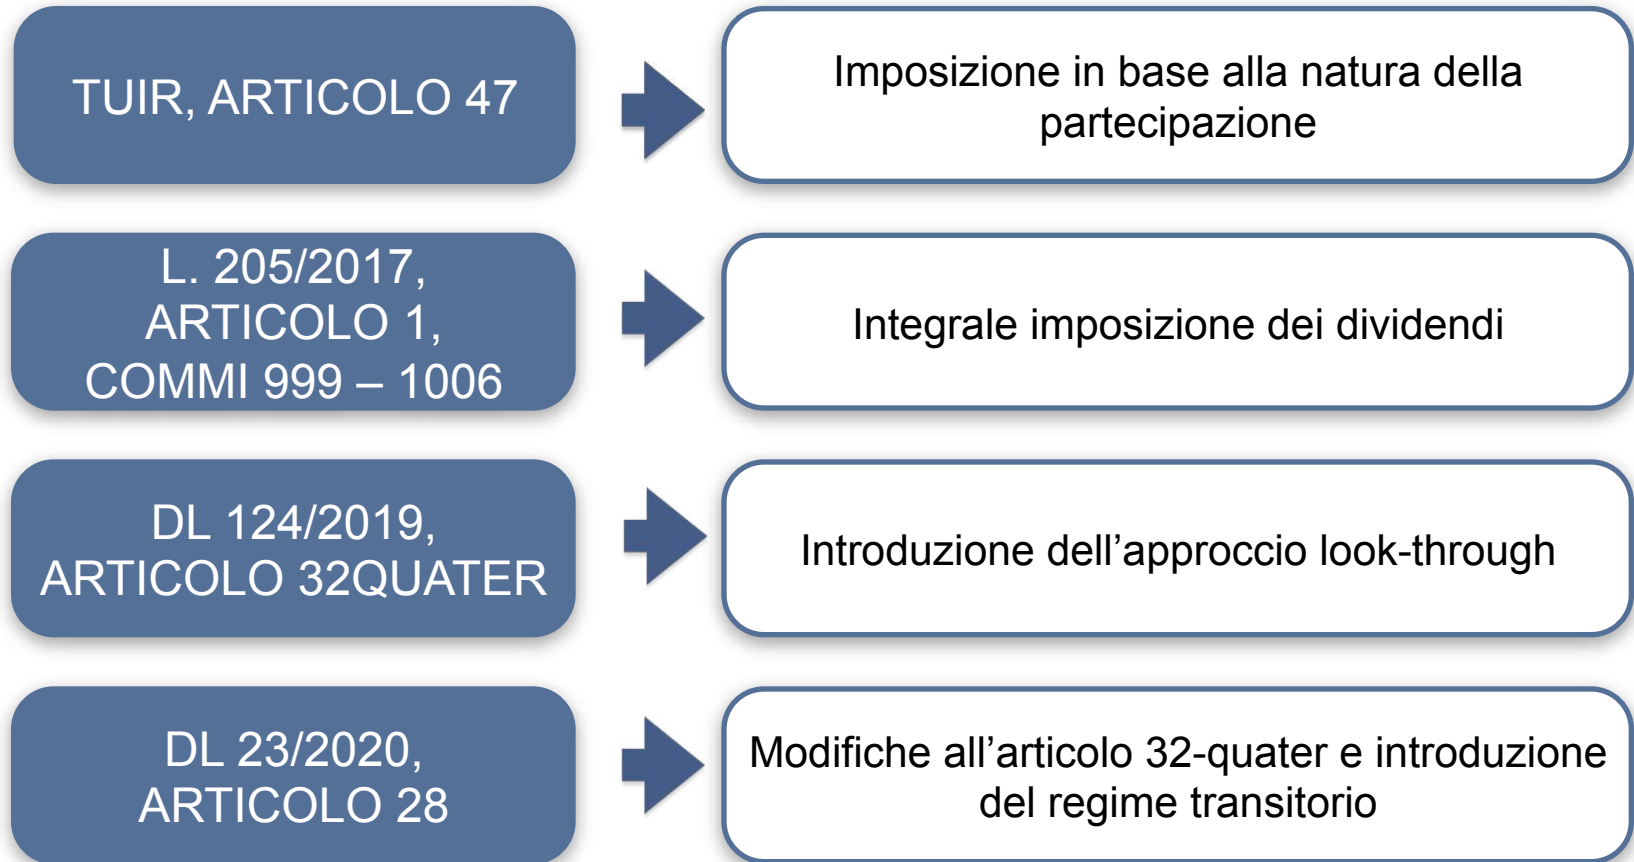 TUIR, ARTICOLO 47
Imposizione in base alla natura della
partecipazione
L. 205/2017,
ARTICOLO 1,
COMMI 999 – 1006
Integrale imposizione dei dividendi
DL 124/2019,
ARTICOLO 32QUATER
Introduzione dell’approccio look-through
DL 23/2020,
ARTICOLO 28
Modifiche all’articolo 32-quater e introduzione
del regime transitorio